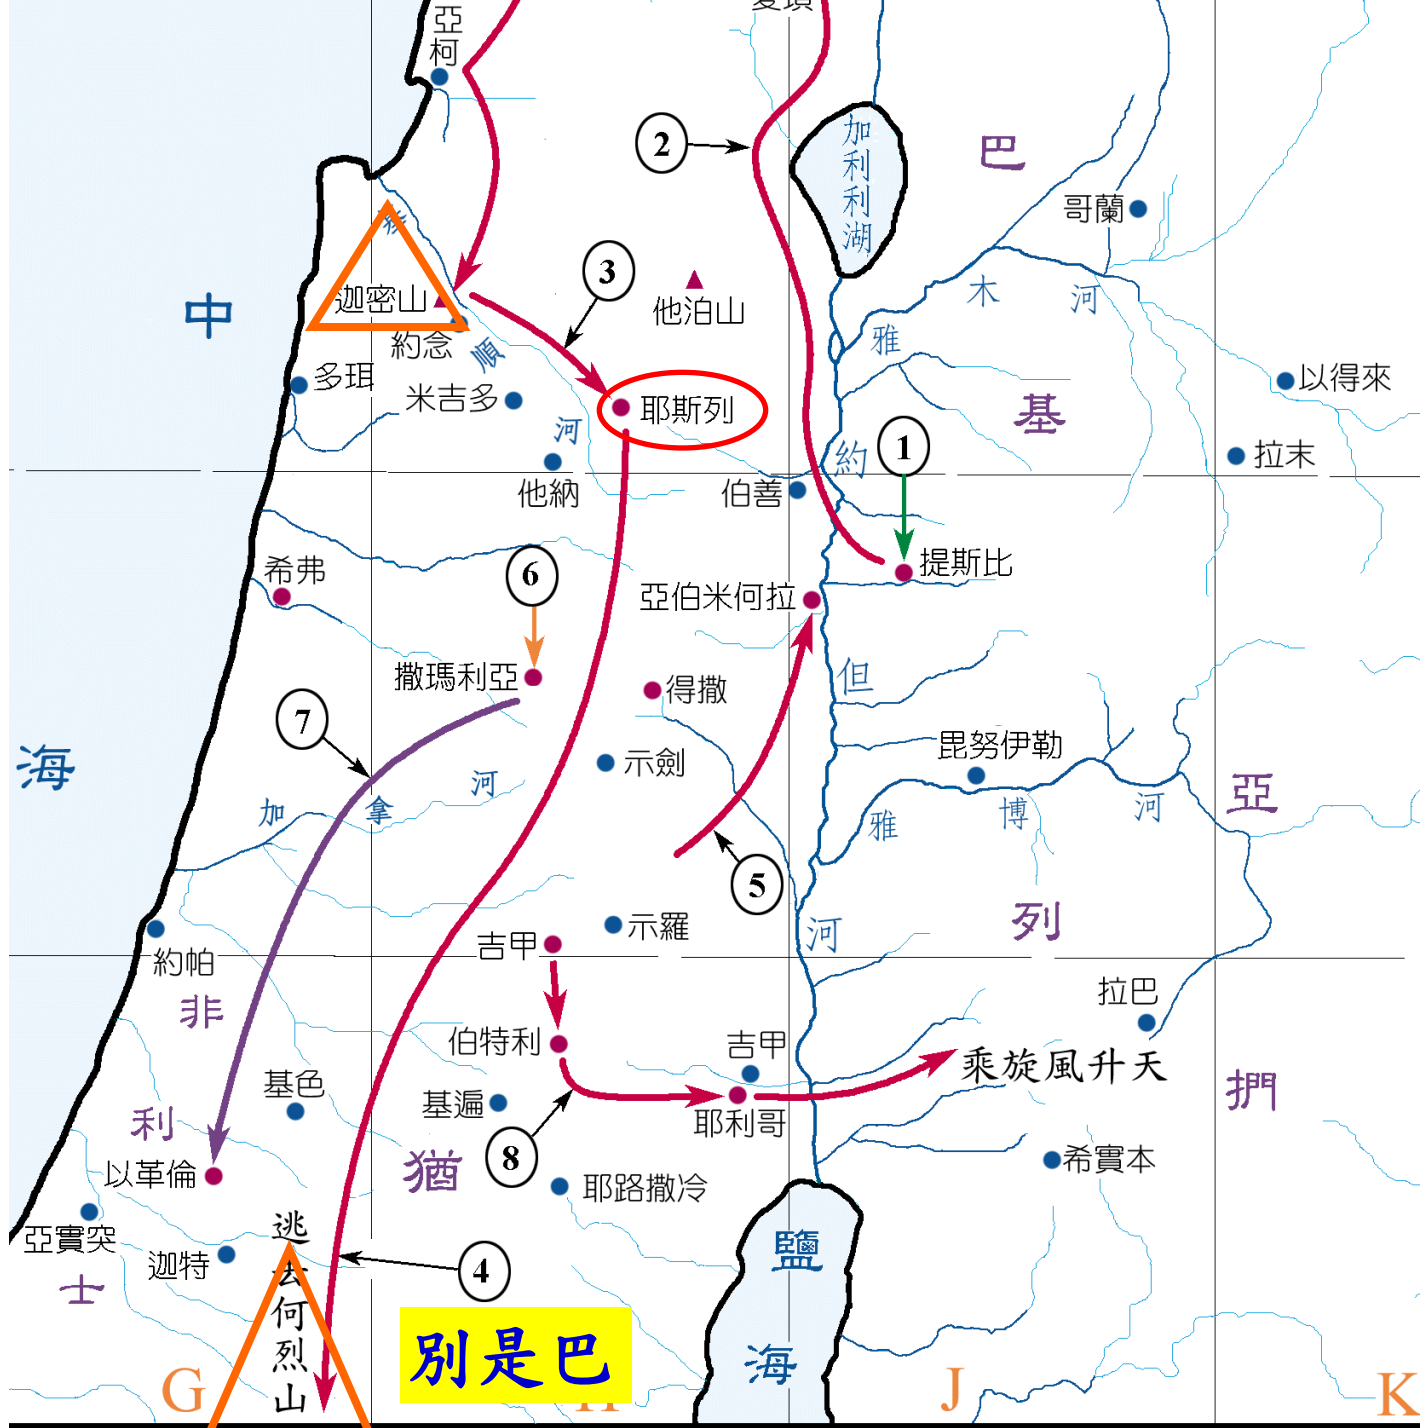 亞柯
加利利湖
巴
哥蘭
2
基
順
迦密山
3
他泊山
木
河
雅
中
約念
多珥
米吉多
耶斯列
以得來
河
1
約
拉末
他納
伯善
希弗
6
提斯比
亞伯米何拉
撒瑪利亞
得撒
但
7
海
示劍
毘努伊勒
加
拿
河
雅
博
河
亞
5
列
示羅
河
吉甲
約帕
非
拉巴
伯特利
吉甲
乘旋風升天
基色
基遍
捫
利
耶利哥
8
猶
希實本
以革倫
耶路撒冷
亞實突
逃去何烈山
迦特
鹽
4
士
別是巴
海
G
H
J
K